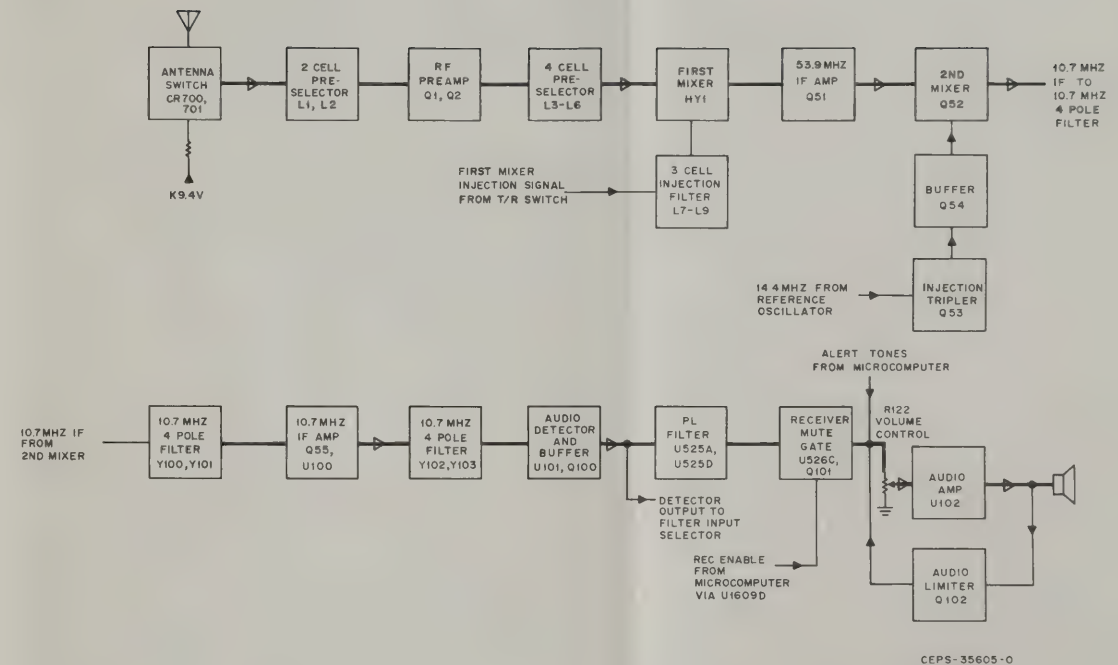 ANTENNA
SWITCH
CR700,
701
K9.4V
2 CELL
PRE-
SELECTOR
L1, L2
RF
PREAMP
Q1, Q2
4 CELL
PRE-
SELECTOR
L3-L6
FIRST
MIXER
HY1
53.9 MHZ
IF AMP
Q51
2ND
MIXER
Q52
10.7 MHZ
IF TO
10.7 MHZ
4 POLE
FILTER
FIRST MIXER
INJECTION SIGNAL
FROM T/R SWITCH
3 CELL
INJECTION
FILTER
L7-L9
BUFFER
Q54
14.4 MHZ FROM
REFERENCE
OSCILLATOR
INJECTION
TRIPLER
Q53
ALERT TONES
FROM MICROCOMPUTER
10.7 MHZ IF
FROM
2ND MIXER
10.7 MHZ
4 POLE
FILTER
Y100, Y101
10.7 MHZ
IF AMP
Q55,
U100
10.7 MHZ
4 POLE
FILTER
Y102, Y103
AUDIO
DETECTOR
AND
BUFFER
U101, Q100
DETECTOR
OUTPUT TO
FILTER INPUT
SELECTOR
PL
FILTER
U525A,
U525D
RECEIVER
MUTE
GATE
U526C,
Q101
REC ENABLE
FROM
MICROCOMPUTER
VIA U1609D
R122
VOLUME
CONTROL
AUDIO
AMP
U102
AUDIO
LIMITER
Q102
CEPS-35605-O